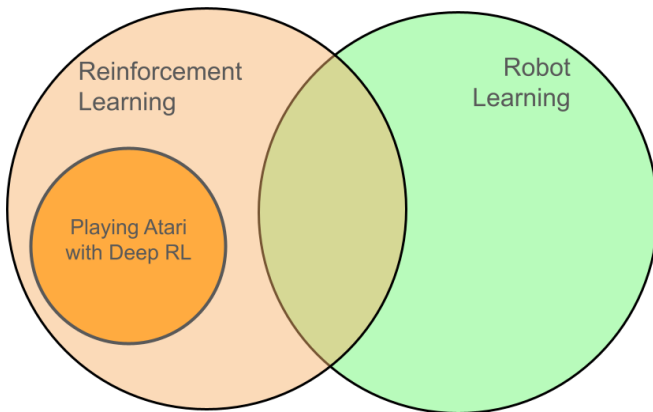 Reinforcement
Learning
Robot
Learning
Playing Atari
with Deep RL